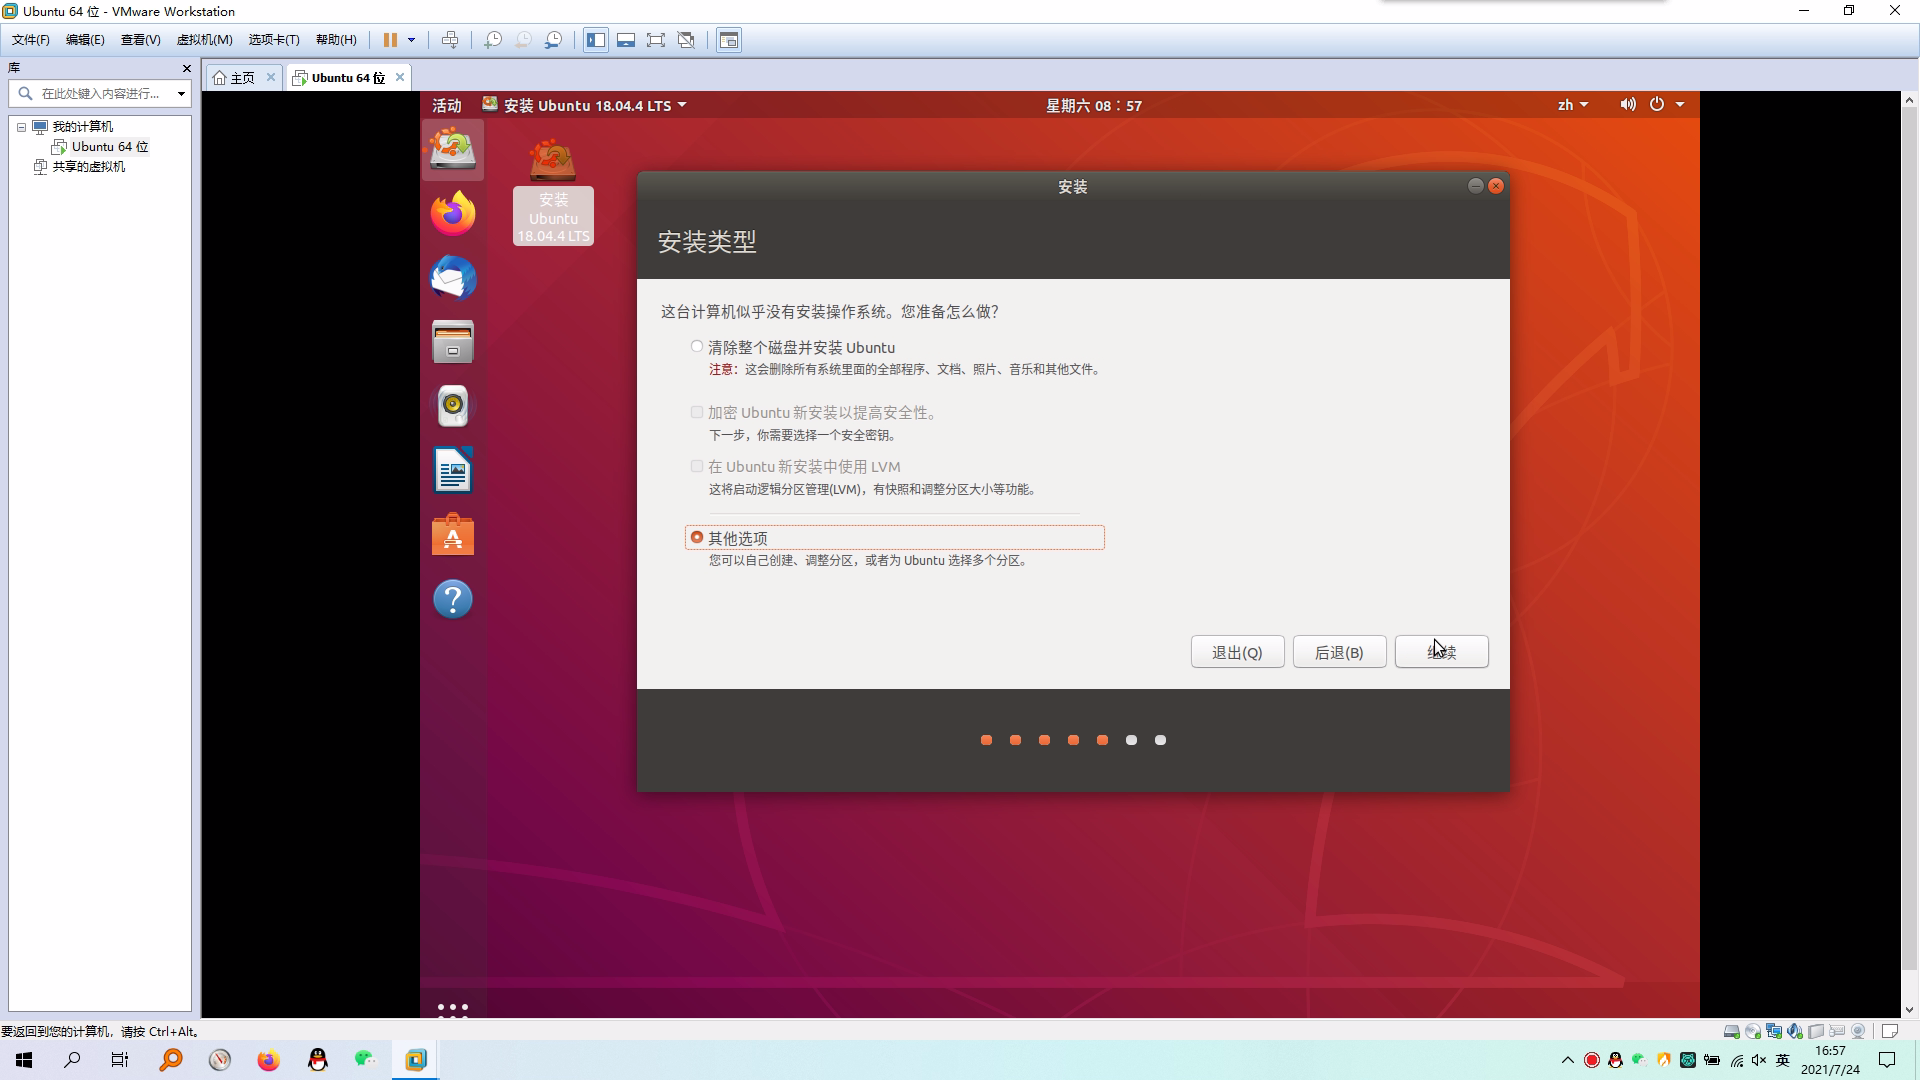 Ubuntu 64 位 - VMware Workstation
文件(F) 编辑(E) 查看(V) 虚拟机(M) 选项卡(T) 帮助(H)
库
在此处键入内容进行...
主页
Ubuntu 64 位
我的计算机
Ubuntu 64 位
共享的虚拟机
活动
安装 Ubuntu 18.04.4 LTS
星期六 08：57
zh
安装
Ubuntu
18.04.4 LTS
安装
安装类型
这台计算机似乎没有安装操作系统。您准备怎么做？
清除整个磁盘并安装 Ubuntu
注意：这会删除所有系统里面的全部程序、文档、照片、音乐和其他文件。
加密 Ubuntu 新安装以提高安全性。
下一步，你需要选择一个安全密钥。
在 Ubuntu 新安装中使用 LVM
这将启动逻辑分区管理(LVM)，有快照和调整分区大小等功能。
其他选项
您可以自己创建、调整分区，或者为 Ubuntu 选择多个分区。
退出(Q)
后退(B)
继续
要返回到您的计算机，请按 Ctrl+Alt。
英
16:57
2021/7/24